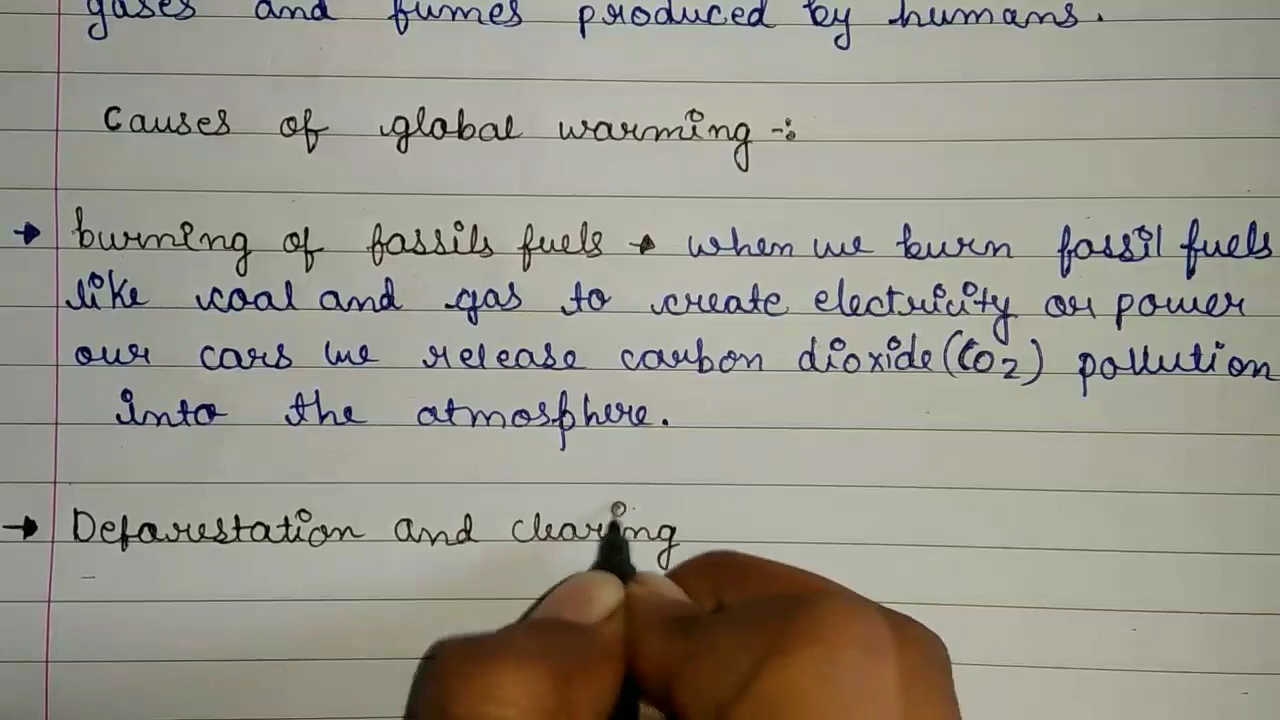 gases and fumes produced by humans.
Causes of global warming -:
→ burning of fassils fuels → when we burn fossil fuels
like coal and gas to create electricity or power
our cars we release carbon dioxide (CO2) pollution
into the atmosphere.
→ Deforestation and clearing